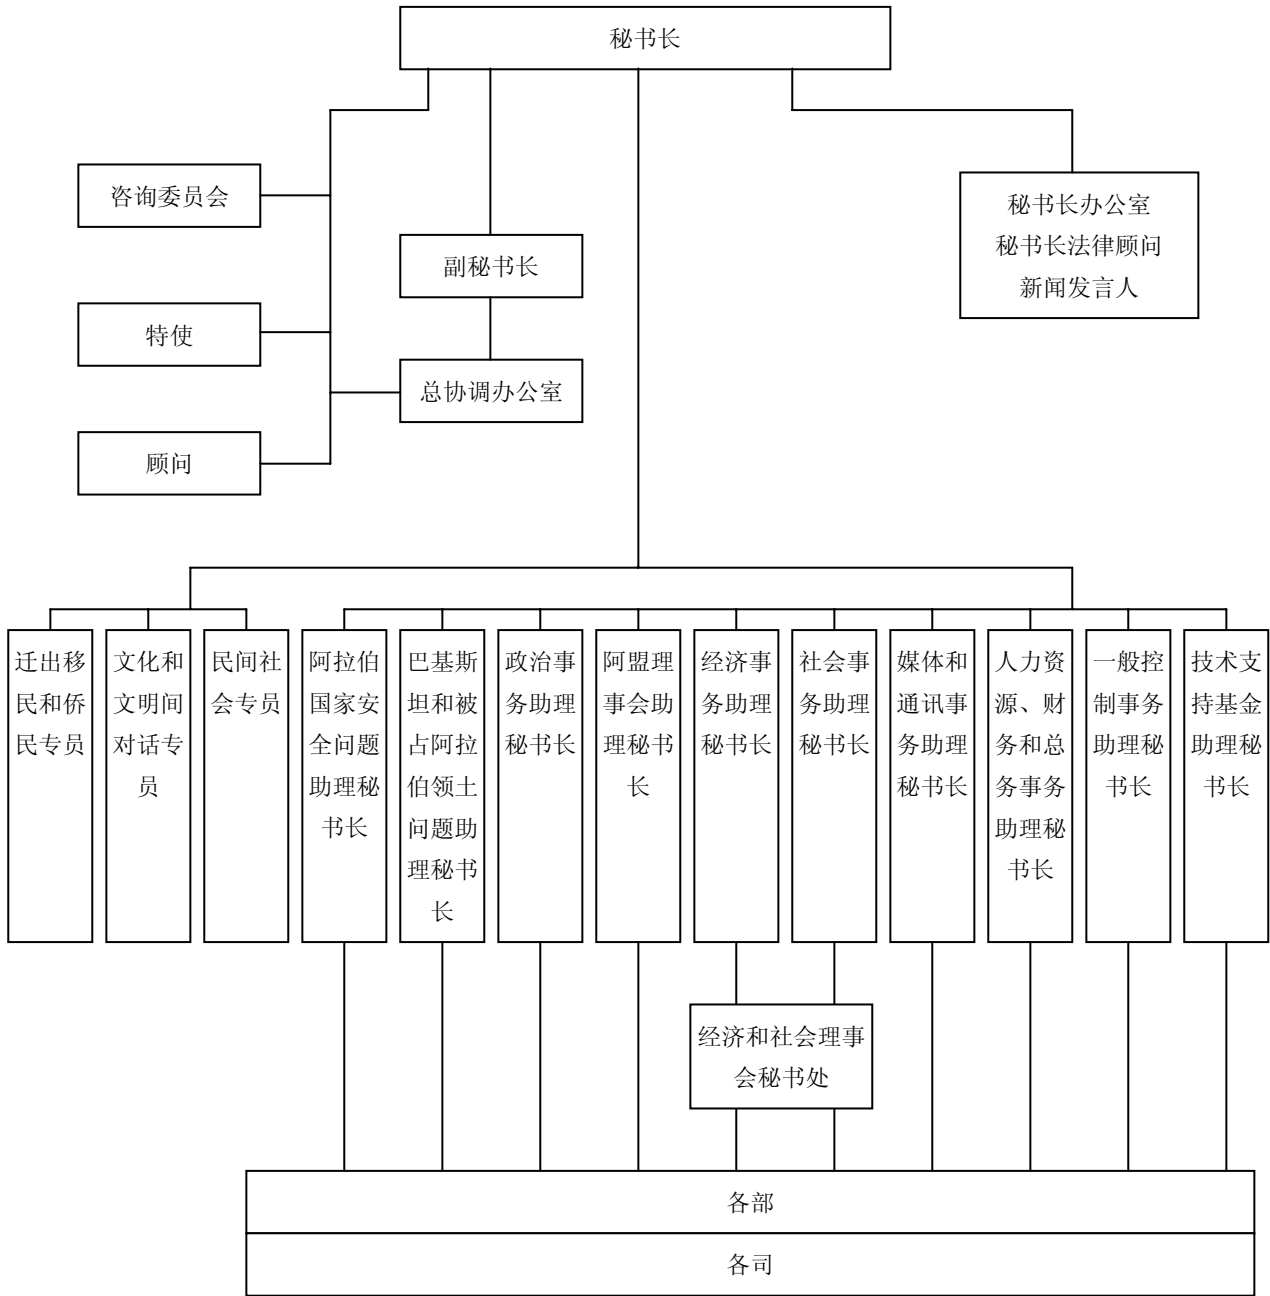 秘书长
咨询委员会
秘书长办公室
秘书长法律顾问
新闻发言人
副秘书长
特使
总协调办公室
顾问
迁出移
民和侨
民专员
文化和
文明间
对话专
员
民间社
会专员
阿拉伯
国家安
全问题
助理秘
书长
巴基斯
坦和被
占阿拉
伯领土
问题助
理秘书
长
政治事
务助理
秘书长
阿盟理
事会助
理秘书
长
经济事
务助理
秘书长
社会事
务助理
秘书长
媒体和
通讯事
务助理
秘书长
人力资
源、财
务和总
务事务
助理秘
书长
一般控
制事务
助理秘
书长
技术支
持基金
助理秘
书长
经济和社会理事
会秘书处
各部
各司